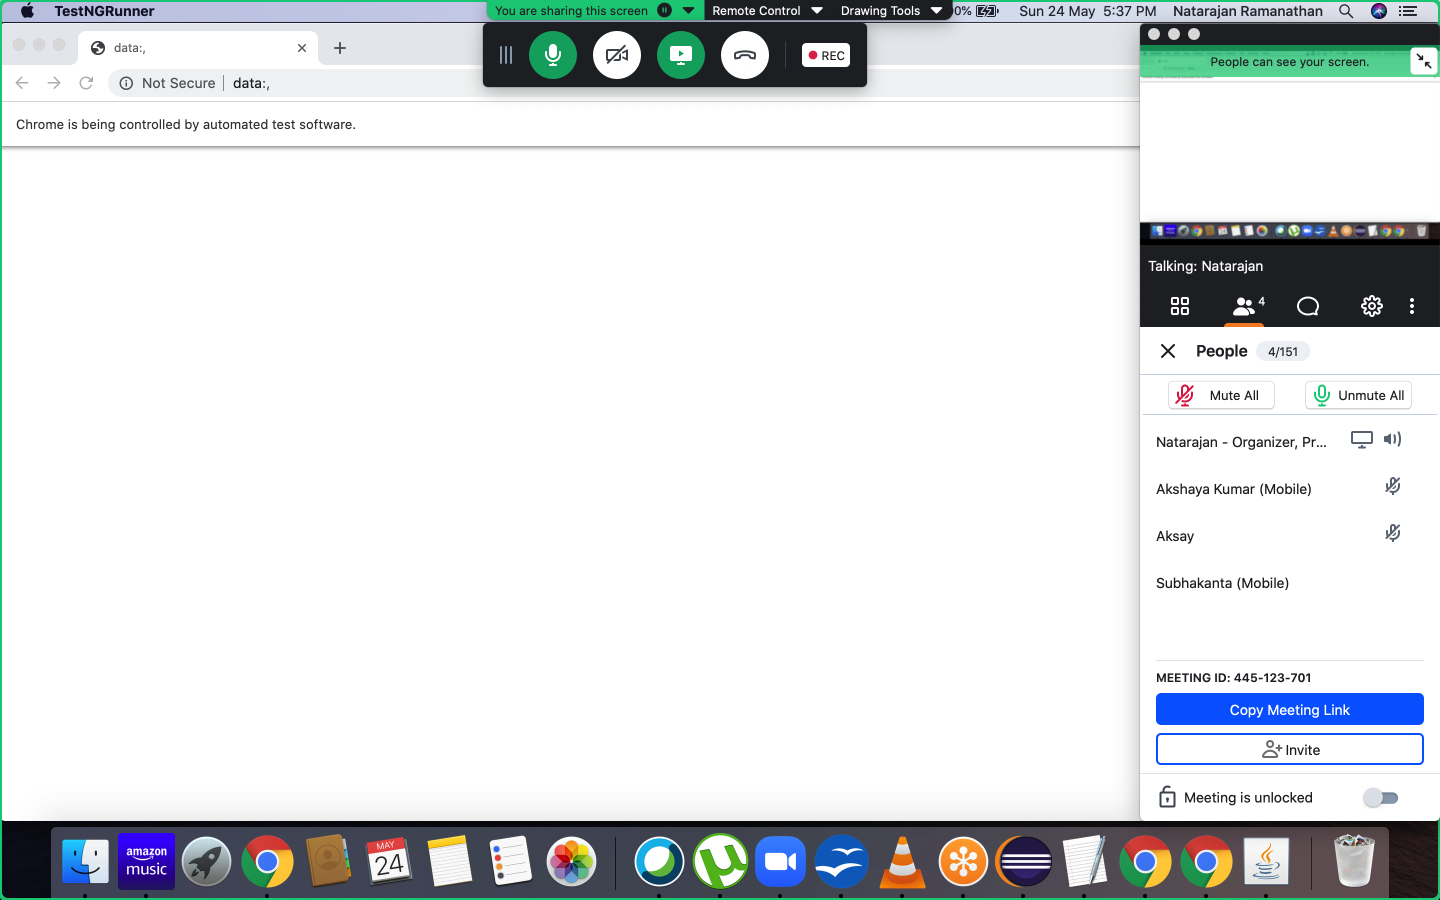 TestNGRunner
You are sharing this screen
Remote Control
Drawing Tools
0%
Sun 24 May 5:37 PM
Natarajan Ramanathan
data:,
REC
Not Secure
data:,
Chrome is being controlled by automated test software.
People can see your screen.
Talking: Natarajan
4
People
4/151
Mute All
Unmute All
Natarajan - Organizer, Pr...
Akshaya Kumar (Mobile)
Aksay
Subhakanta (Mobile)
MEETING ID: 445-123-701
Copy Meeting Link
Invite
Meeting is unlocked
amazon
music
MAY
24